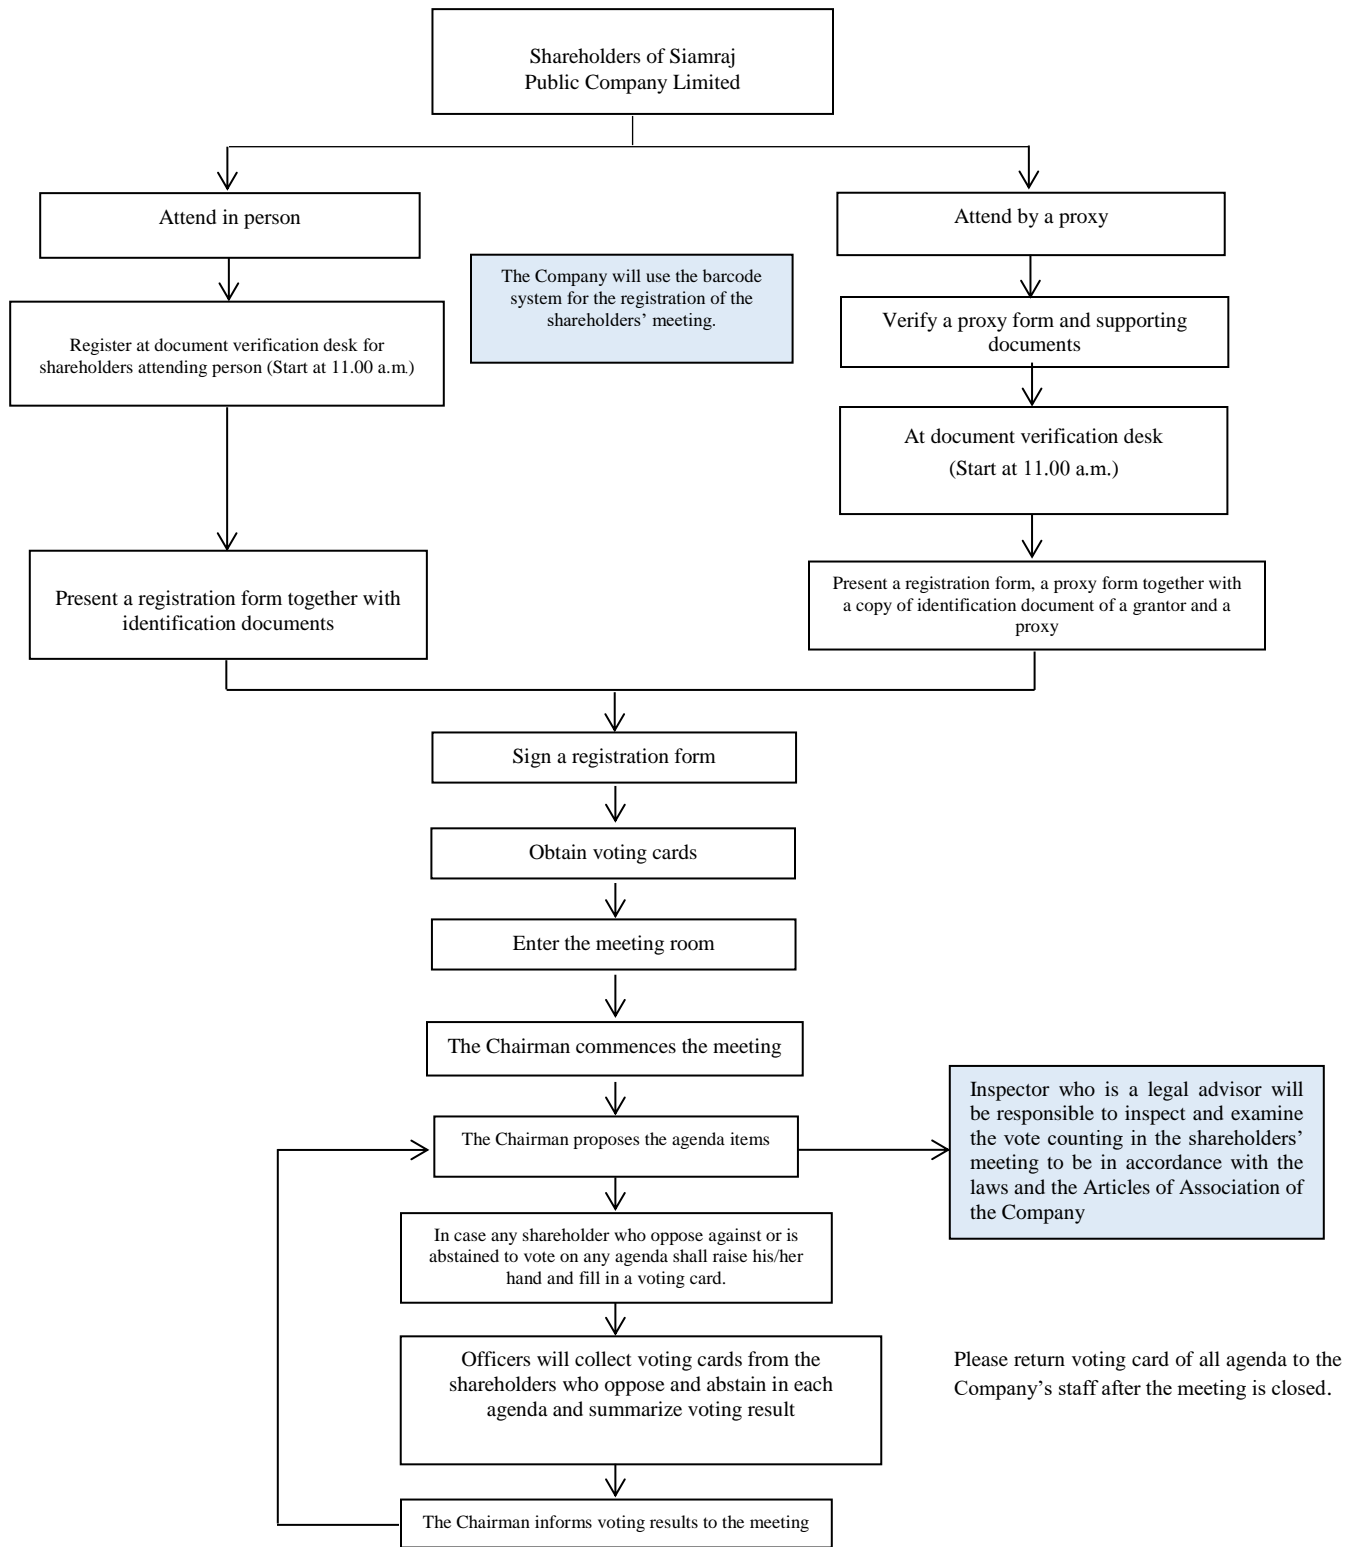 Shareholders of Siamraj
Public Company Limited
Attend in person
Attend by a proxy
The Company will use the barcode
system for the registration of the
shareholders’ meeting.
Register at document verification desk for
shareholders attending person (Start at 11.00 a.m.)
Verify a proxy form and supporting
documents
At document verification desk
(Start at 11.00 a.m.)
Present a registration form together with
identification documents
Present a registration form, a proxy form together with
a copy of identification document of a grantor and a
proxy
Sign a registration form
Obtain voting cards
Enter the meeting room
The Chairman commences the meeting
The Chairman proposes the agenda items
Inspector who is a legal advisor will
be responsible to inspect and examine
the vote counting in the shareholders’
meeting to be in accordance with the
laws and the Articles of Association of
the Company
In case any shareholder who oppose against or is
abstained to vote on any agenda shall raise his/her
hand and fill in a voting card.
Officers will collect voting cards from the
shareholders who oppose and abstain in each
agenda and summarize voting result
Please return voting card of all agenda to the
Company’s staff after the meeting is closed.
The Chairman informs voting results to the meeting